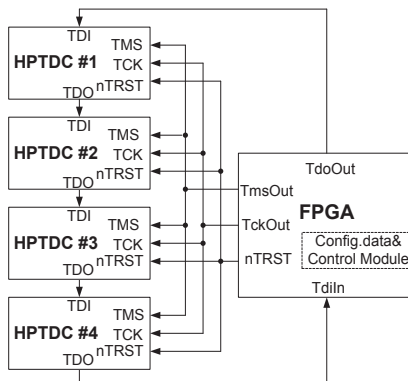 TDI
HPTDC #1
TMS
TCK
nTRST
TDO
TDI
HPTDC #2
TMS
TCK
nTRST
TDO
TDI
HPTDC #3
TMS
TCK
nTRST
TDO
TDI
HPTDC #4
TMS
TCK
nTRST
TDO
TdoOut
TmsOut
FPGA
TckOut
Config.data&
Control Module
nTRST
TdiIn